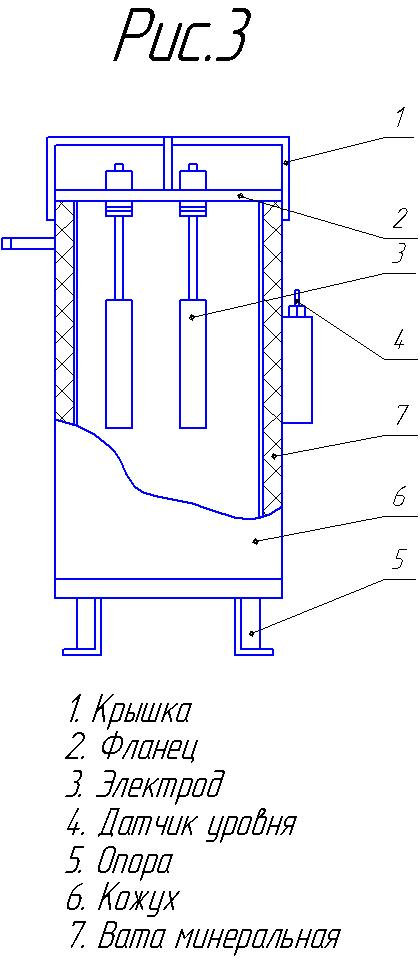 Рис.3
1
2
3
4
7
6
5
1. Крышка
2. Фланец
3. Электрод
4. Датчик уровня
5. Опора
6. Кожух
7. Вата минеральная